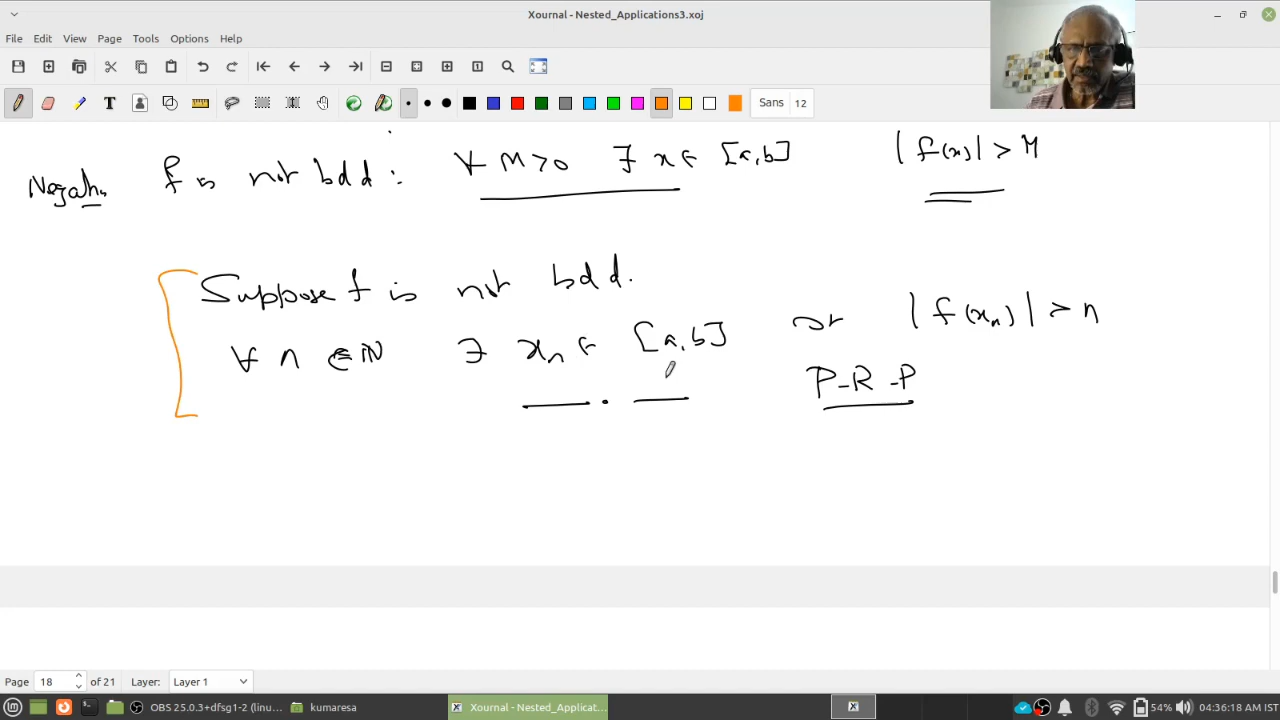 Xournal - Nested_Applications3.xoj
File Edit View Page Tools Options Help
Sans 12
Negatn f is not bdd : ∀ M>0 ∃ x ∈ [a,b] |f(x)| > M
Suppose f is not bdd.
∀ n ∈ ℕ ∃ xₙ ∈ [a,b] st |f(xₙ)| > n
P-R-P
Page 18 of 21 Layer: Layer 1
OBS 25.0.3+dfsg1-2 (linu... kumaresa Xournal - Nested_Applicat... 54% 04:36:18 AM IST